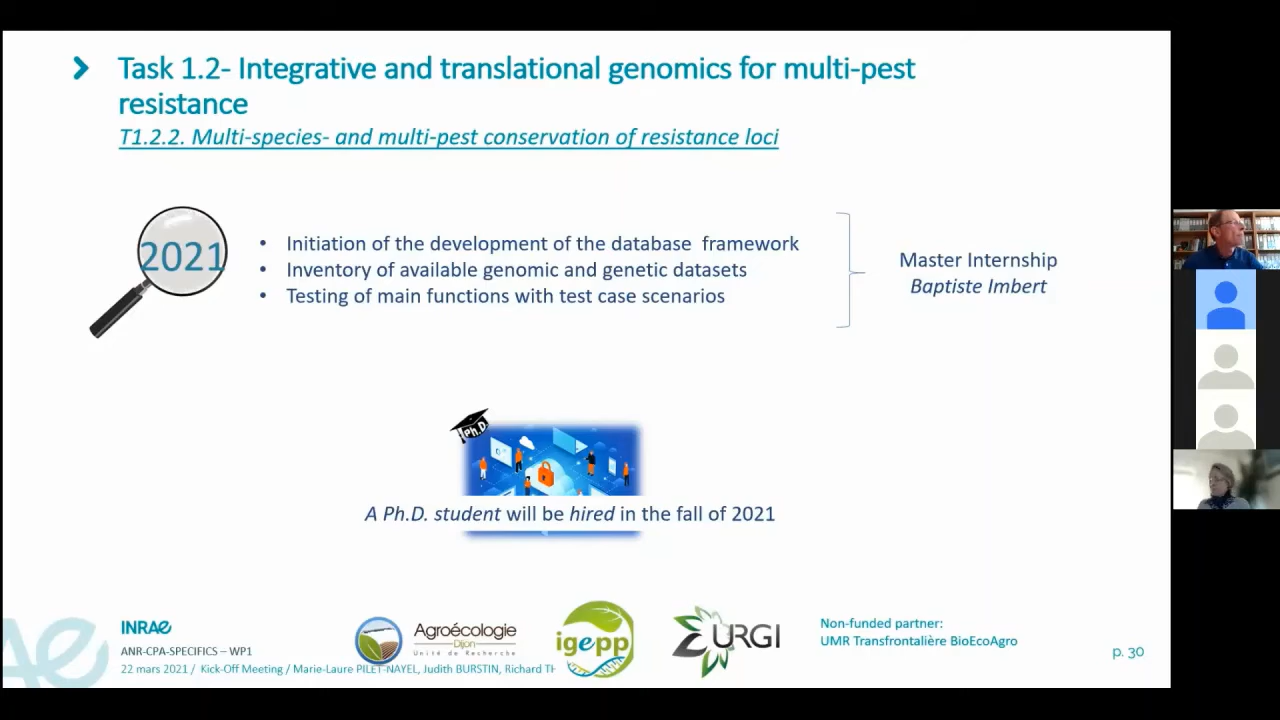 Task 1.2- Integrative and translational genomics for multi-pest
resistance
T1.2.2. Multi-species- and multi-pest conservation of resistance loci
2021
• Initiation of the development of the database framework
• Inventory of available genomic and genetic datasets
• Testing of main functions with test case scenarios
Master Internship
Baptiste Imbert
Ph.D.
A Ph.D. student will be hired in the fall of 2021
INRAE
ANR-CPA-SPECIFICS – WP1
22 mars 2021 / Kick-Off Meeting / Marie-Laure PILET-NAYEL, Judith BURSTIN, Richard TH
Agroécologie
Dijon
Unité de Recherche
igepp
URGI
Non-funded partner:
UMR Transfrontalière BioEcoAgro
p. 30